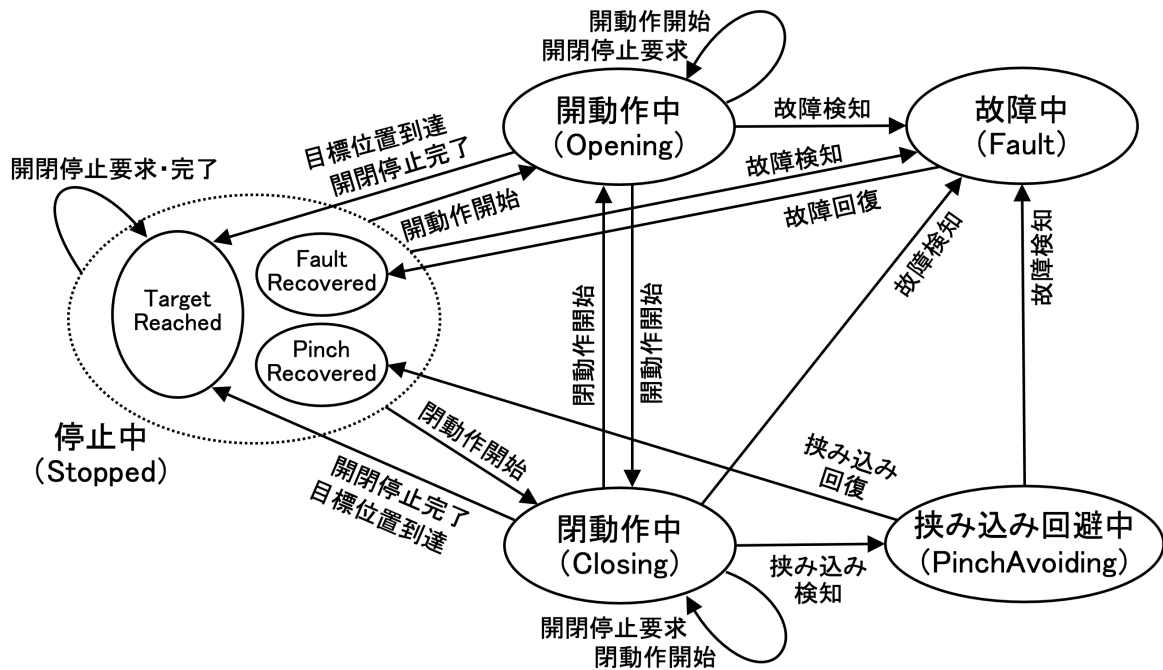 開動作開始
開閉停止要求
開動作中
(Opening)
故障検知
故障中
(Fault)
目標位置到達
開閉停止完了
開動作開始
故障検知
故障回復
開閉停止要求・完了
Target
Reached
Fault
Recovered
Pinch
Recovered
停止中
(Stopped)
閉動作開始
開閉停止完了
目標位置到達
閉動作開始
開動作開始
故障検知
故障検知
挟み込み
回復
閉動作中
(Closing)
挟み込み
検知
挟み込み回避中
(PinchAvoiding)
開閉停止要求
閉動作開始